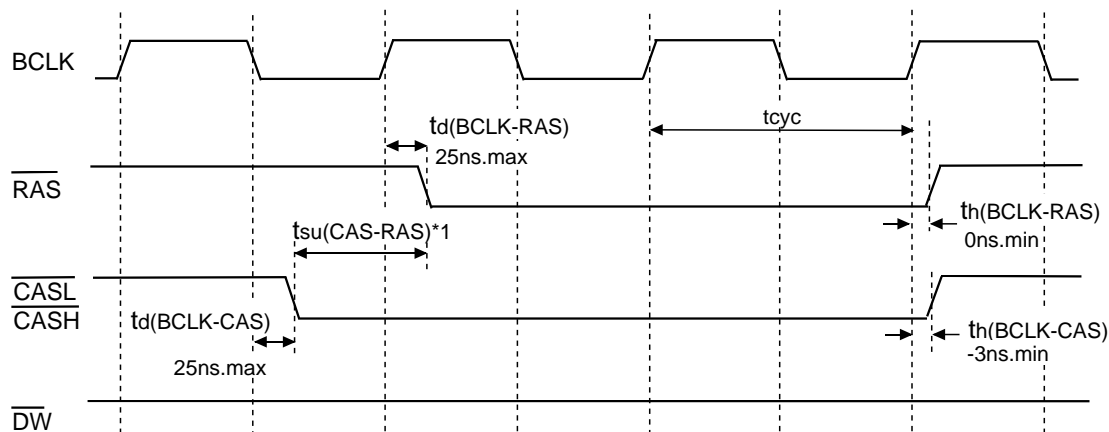 BCLK
td(BCLK-RAS)
25ns.max
tcyc
RAS
tsu(CAS-RAS)*1
th(BCLK-RAS)
0ns.min
CASL
CASH
td(BCLK-CAS)
25ns.max
th(BCLK-CAS)
-3ns.min
DW